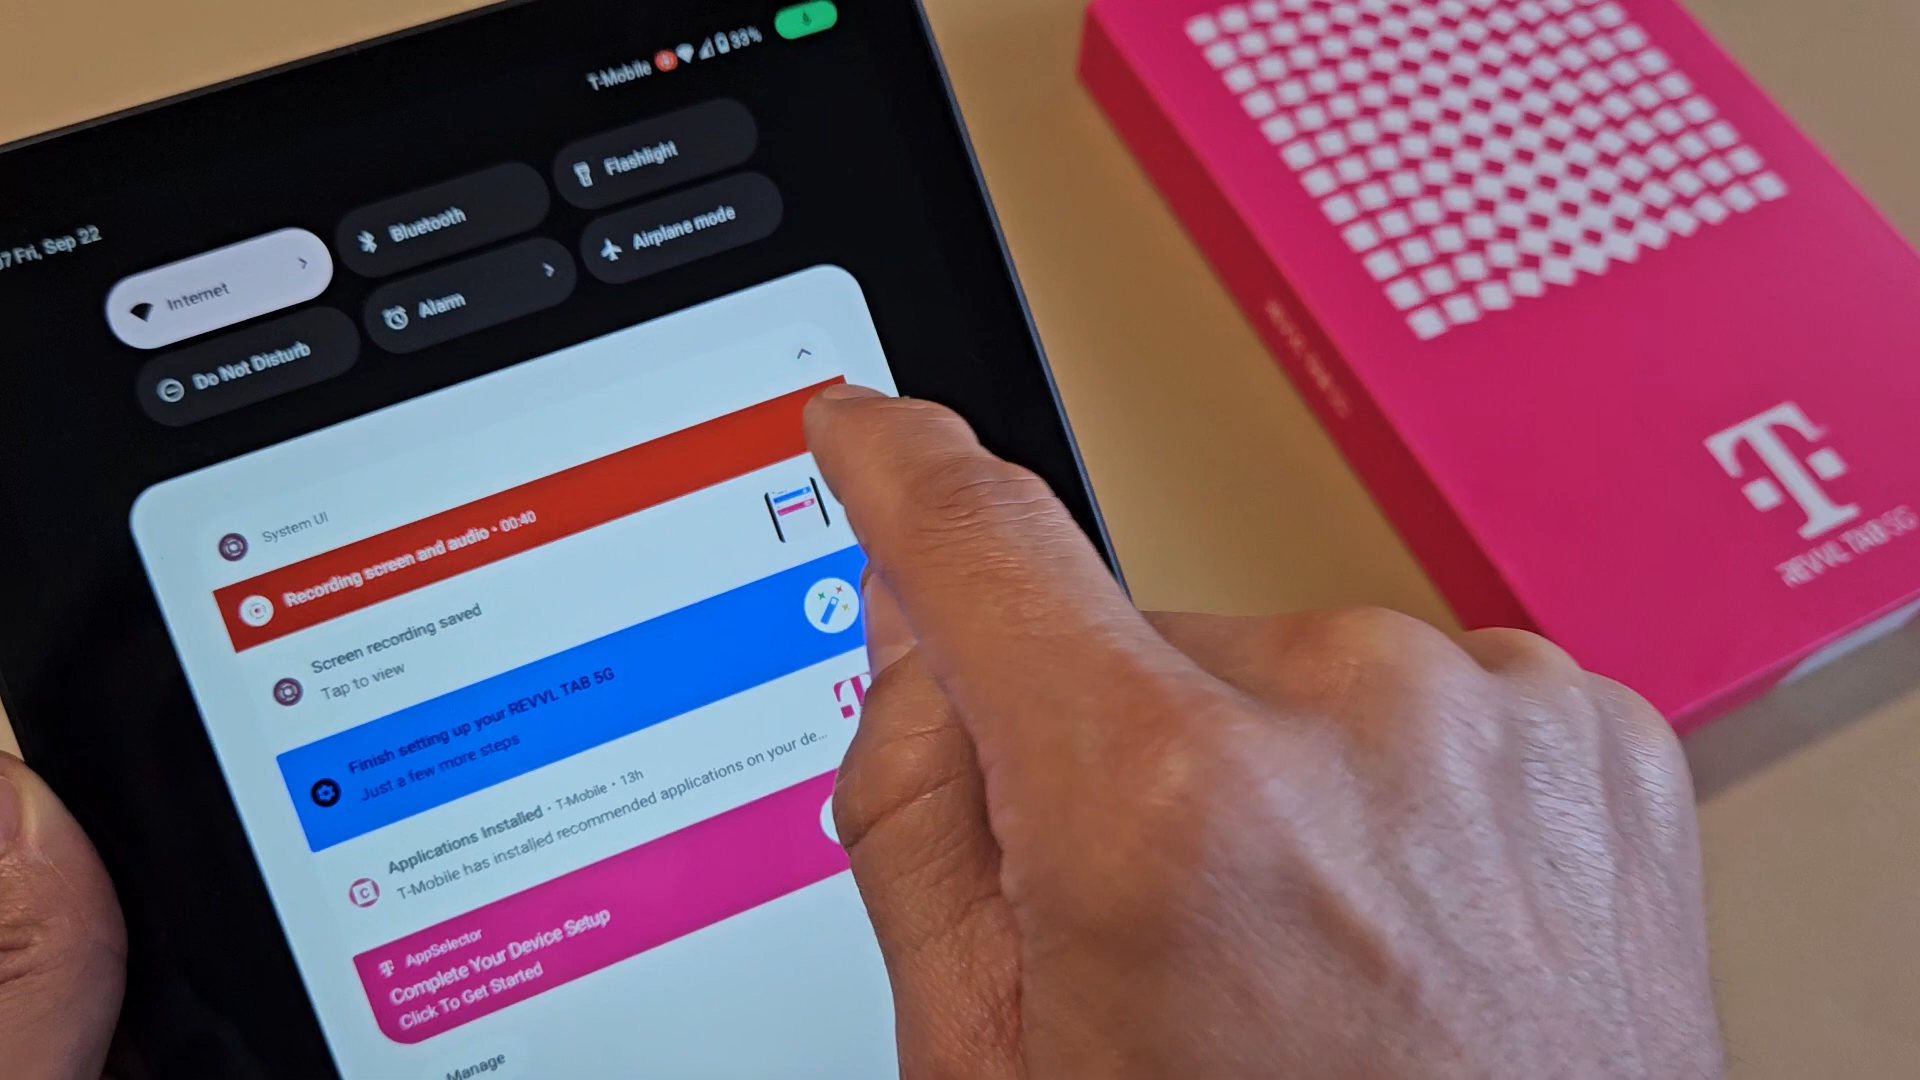 T-Mobile 33%
7 Fri, Sep 22
Internet
Bluetooth
Flashlight
Do Not Disturb
Alarm
Airplane mode
System UI
Recording screen and audio • 00:40
Screen recording saved
Tap to view
Finish setting up your REVVL TAB 5G
Just a few more steps
Applications Installed • T-Mobile • 13h
T-Mobile has installed recommended applications on your de...
AppSelector
Complete Your Device Setup
Click To Get Started
Manage
T
REVVL TAB 5G